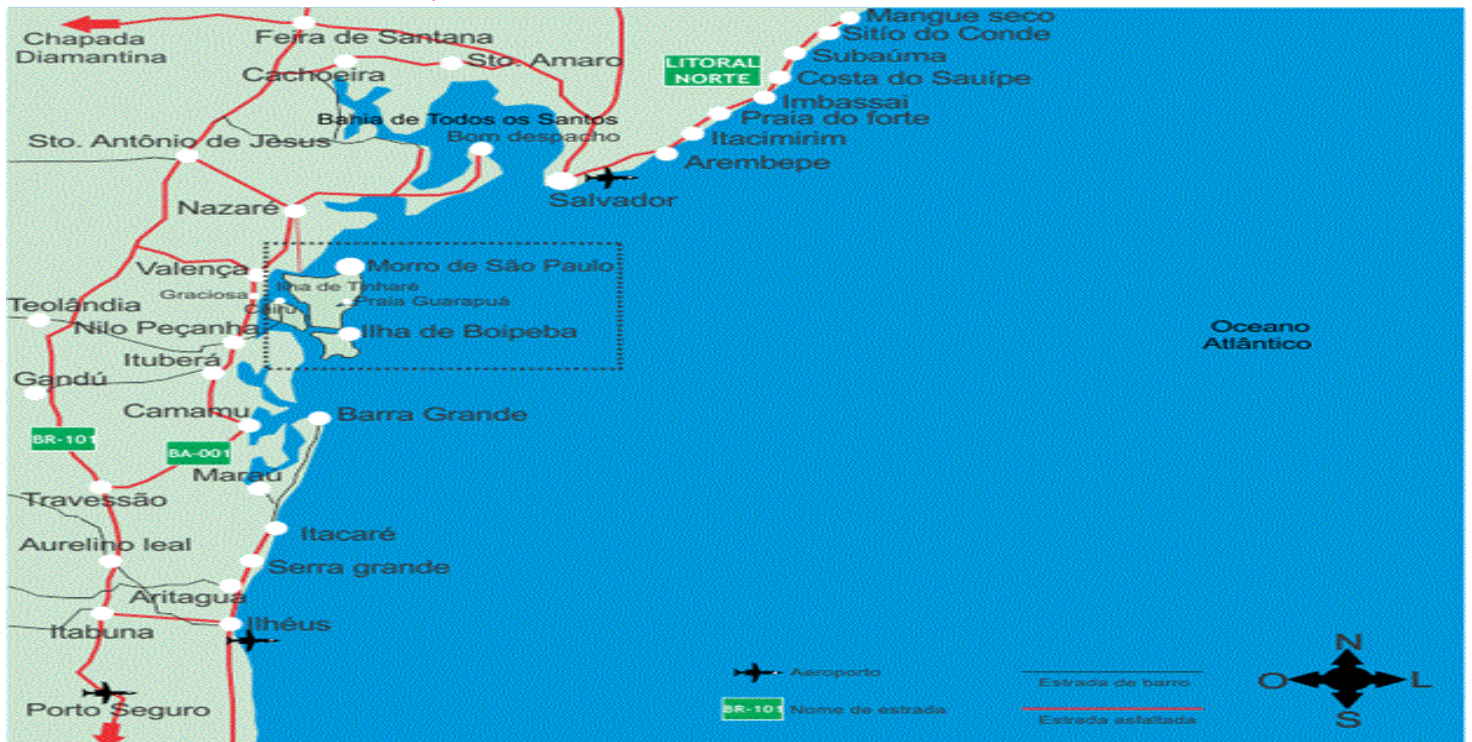 Mangue seco
Chapada
Diamantina
Feira de Santana
Sitío do Conde
Subaúma
Cachoeira
Sto. Amaro
LITORAL
NORTE
Costa do Sauípe
Imbassai
Bahia de Todos os Santos
Praia do forte
Bom despacho
Itacimirim
Sto. Antônio de Jèsus
Arembepe
Salvador
Nazaré
Valença
Morro de São Paulo
Ilha de Tinharé
Graciosa
Praia Guarapuá
Teolândia
Cairu
Nilo Peçanha
Ilha de Boipeba
Oceano
Atlântico
Ituberá
Gandú
Camamu
Barra Grande
BR-101
BA-001
Marau
Travessão
Itacaré
Aurelino leal
Serra grande
Aritagua
Itabuna
Ilhéus
Porto Seguro
Aeroporto
BR-101
Nome de estrada
Estrada de barro
Estrada asfaltada
N
O
L
S